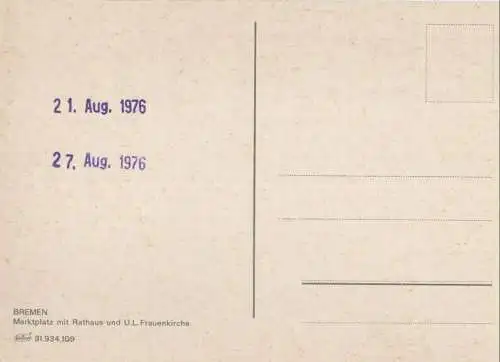 21. Aug. 1976
27. Aug. 1976
BREMEN
Marktplatz mit Rathaus und U.L.Frauenkirche
31.934.109